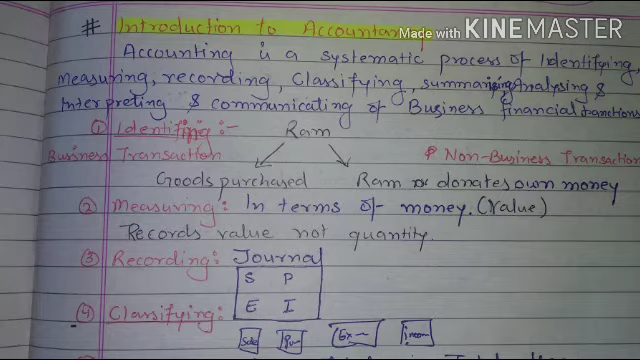 Made with KINEMASTER
# Introduction to Accountancy
Accounting is a systematic process of Identifying,
measuring, recording, Classifying, summarising, Analysing &
Interpreting & communicating of Business financial
① Identifying:-
Ram
Business Transaction
Non-Business Transaction
Goods purchased
Ram donates own money
② Measuring: In terms of money. (Value)
Records value not quantity.
③ Recording: Journal
S P
E I
④ Classifying: